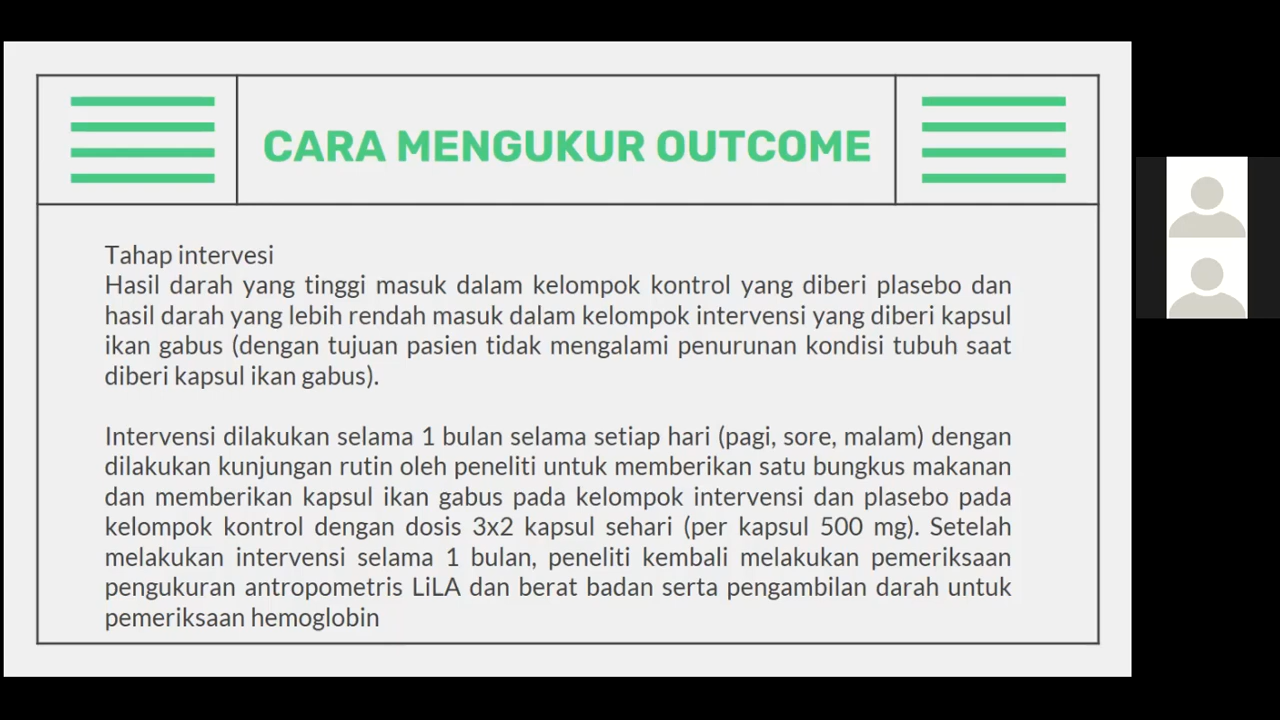 CARA MENGUKUR OUTCOME
Tahap intervesi
Hasil darah yang tinggi masuk dalam kelompok kontrol yang diberi plasebo dan
hasil darah yang lebih rendah masuk dalam kelompok intervensi yang diberi kapsul
ikan gabus (dengan tujuan pasien tidak mengalami penurunan kondisi tubuh saat
diberi kapsul ikan gabus).
Intervensi dilakukan selama 1 bulan selama setiap hari (pagi, sore, malam) dengan
dilakukan kunjungan rutin oleh peneliti untuk memberikan satu bungkus makanan
dan memberikan kapsul ikan gabus pada kelompok intervensi dan plasebo pada
kelompok kontrol dengan dosis 3x2 kapsul sehari (per kapsul 500 mg). Setelah
melakukan intervensi selama 1 bulan, peneliti kembali melakukan pemeriksaan
pengukuran antropometris LiLA dan berat badan serta pengambilan darah untuk
pemeriksaan hemoglobin